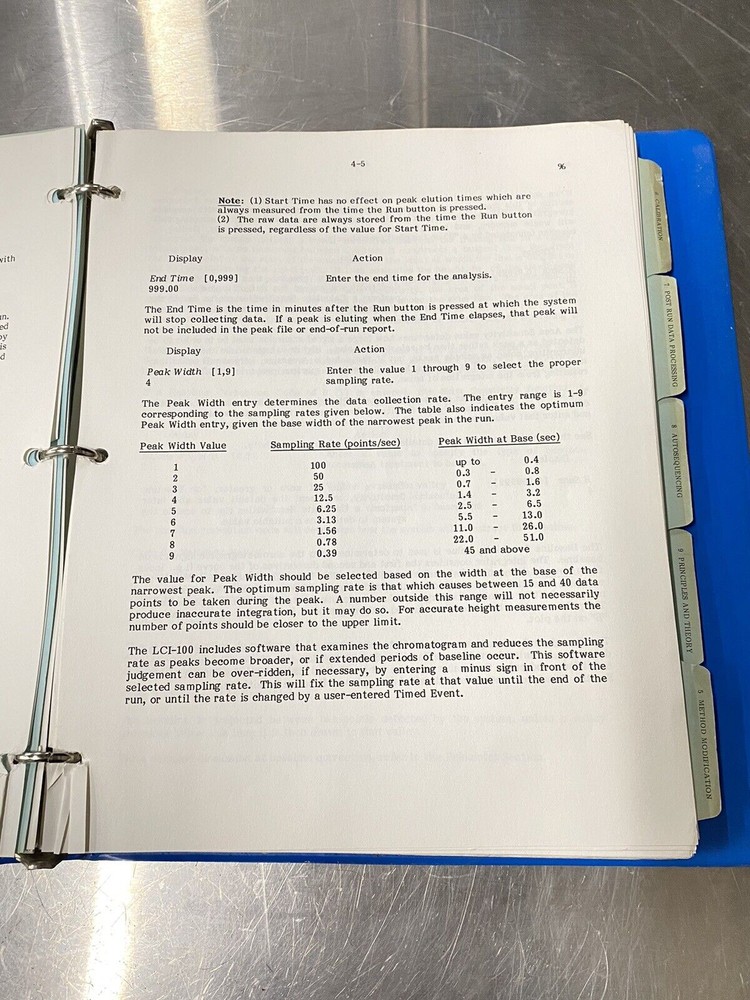 4-5
96
Note: (1) Start Time has no effect on peak elution times which are
always measured from the time the Run button is pressed.
(2) The raw data are always stored from the time the Run button
is pressed, regardless of the value for Start Time.
Display Action
End Time [0,999] Enter the end time for the analysis.
999.00
The End Time is the time in minutes after the Run button is pressed at which the system
will stop collecting data. If a peak is eluting when the End Time elapses, that peak will
not be included in the peak file or end-of-run report.
Display Action
Peak Width [1,9] Enter the value 1 through 9 to select the proper
4 sampling rate.
The Peak Width entry determines the data collection rate. The entry range is 1-9
corresponding to the sampling rates given below. The table also indicates the optimum
Peak Width entry, given the base width of the narrowest peak in the run.
Peak Width Value Sampling Rate (points/sec) Peak Width at Base (sec)
1 100 up to 0.4
2 50 0.3 - 0.8
3 25 0.7 - 1.6
4 12.5 1.4 - 3.2
5 6.25 2.5 - 6.5
6 3.13 5.5 - 13.0
7 1.56 11.0 - 26.0
8 0.78 22.0 - 51.0
9 0.39 45 and above
The value for Peak Width should be selected based on the width at the base of the
narrowest peak. The optimum sampling rate is that which causes between 15 and 40 data
points to be taken during the peak. A number outside this range will not necessarily
produce inaccurate integration, but it may do so. For accurate height measurements the
number of points should be closer to the upper limit.
The LCI-100 includes software that examines the chromatogram and reduces the sampling
rate as peaks become broader, or if extended periods of baseline occur. This software
judgement can be over-ridden, if necessary, by entering a minus sign in front of the
selected sampling rate. This will fix the sampling rate at that value until the end of the
run, or until the rate is changed by a user-entered Timed Event.
with
is
CALIBRATION
7 POST RUN DATA PROCESSING
8 AUTOSEQUENCING
9 PRINCIPLES AND THEORY
5 METHOD MODIFICATION